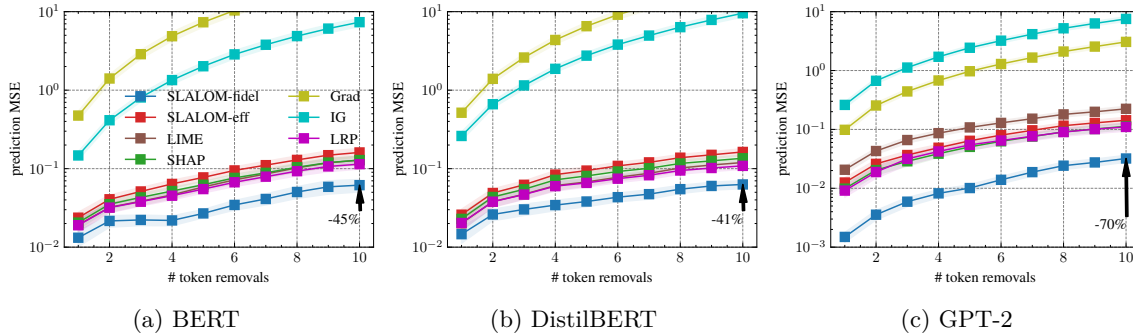 10¹
10⁰
10⁻¹
10⁻²
prediction MSE
SLALOM-fidel
SLALOM-eff
LIME
SHAP
Grad
IG
LRP
-45%
2 4 6 8 10
# token removals
(a) BERT
10¹
10⁰
10⁻¹
10⁻²
prediction MSE
-41%
2 4 6 8 10
# token removals
(b) DistilBERT
10¹
10⁰
10⁻¹
10⁻²
10⁻³
prediction MSE
-70%
2 4 6 8 10
# token removals
(c) GPT-2